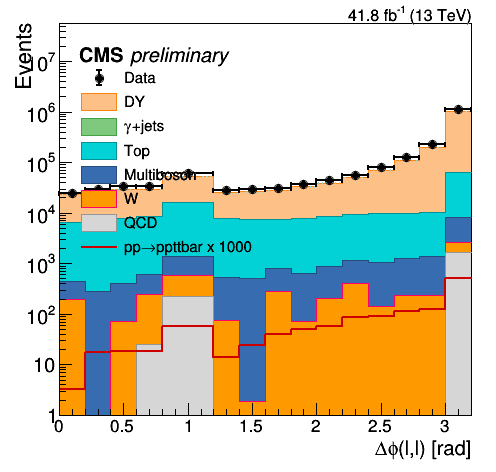 41.8 fb⁻¹ (13 TeV)
Events
CMS preliminary
Data
DY
γ+jets
Top
Multiboson
W
QCD
pp→ppttbar x 1000
10⁶
10⁵
10⁴
10³
10²
10
1
0 0.5 1 1.5 2 2.5 3
Δϕ(l,l) [rad]